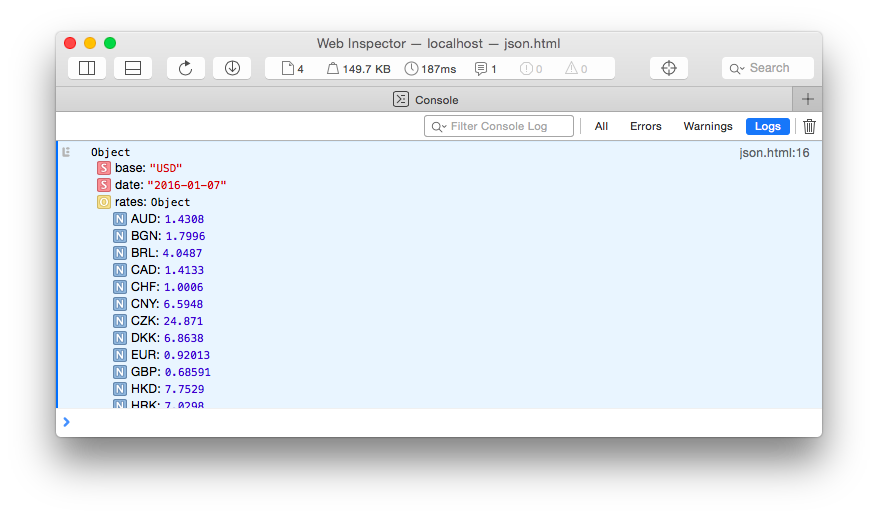 Web Inspector — localhost — json.html
4 149.7 KB 187ms 1 0 0 Search
Console
Filter Console Log All Errors Warnings Logs
E Object json.html:16
S base: "USD"
S date: "2016-01-07"
O rates: Object
N AUD: 1.4308
N BGN: 1.7996
N BRL: 4.0487
N CAD: 1.4133
N CHF: 1.0006
N CNY: 6.5948
N CZK: 24.871
N DKK: 6.8638
N EUR: 0.92013
N GBP: 0.68591
N HKD: 7.7529
N HRK: 7.0298